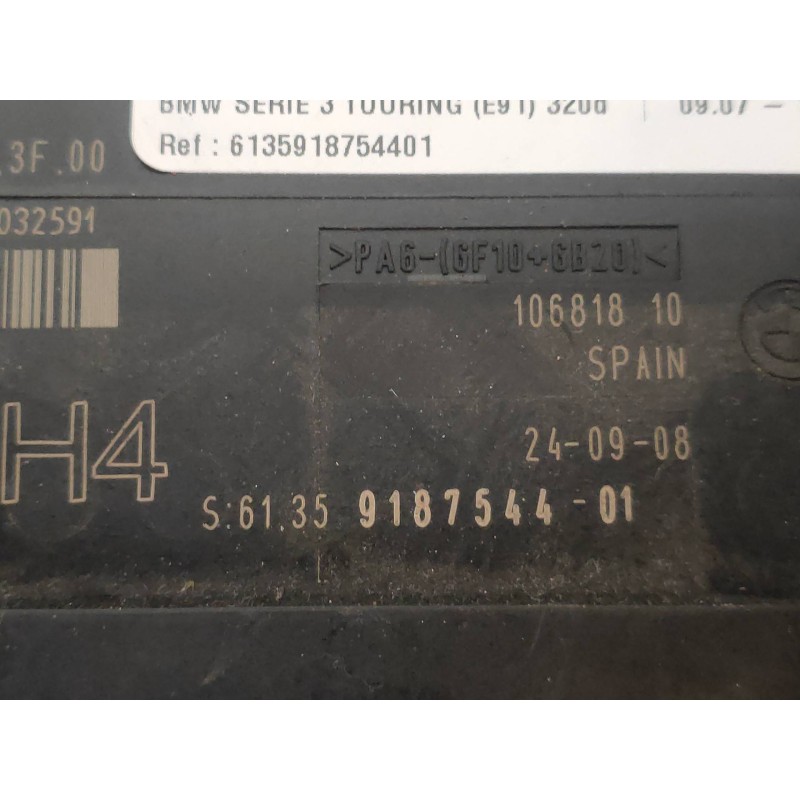 BMW SERIE 3 TOURING (E91) 320d | 09.07 -
Ref : 6135918754401
.3F.00
032591
>PA6-(GF10+GB20)<
106818 10
SPAIN
H4
24-09-08
S:61.35 9187544-01